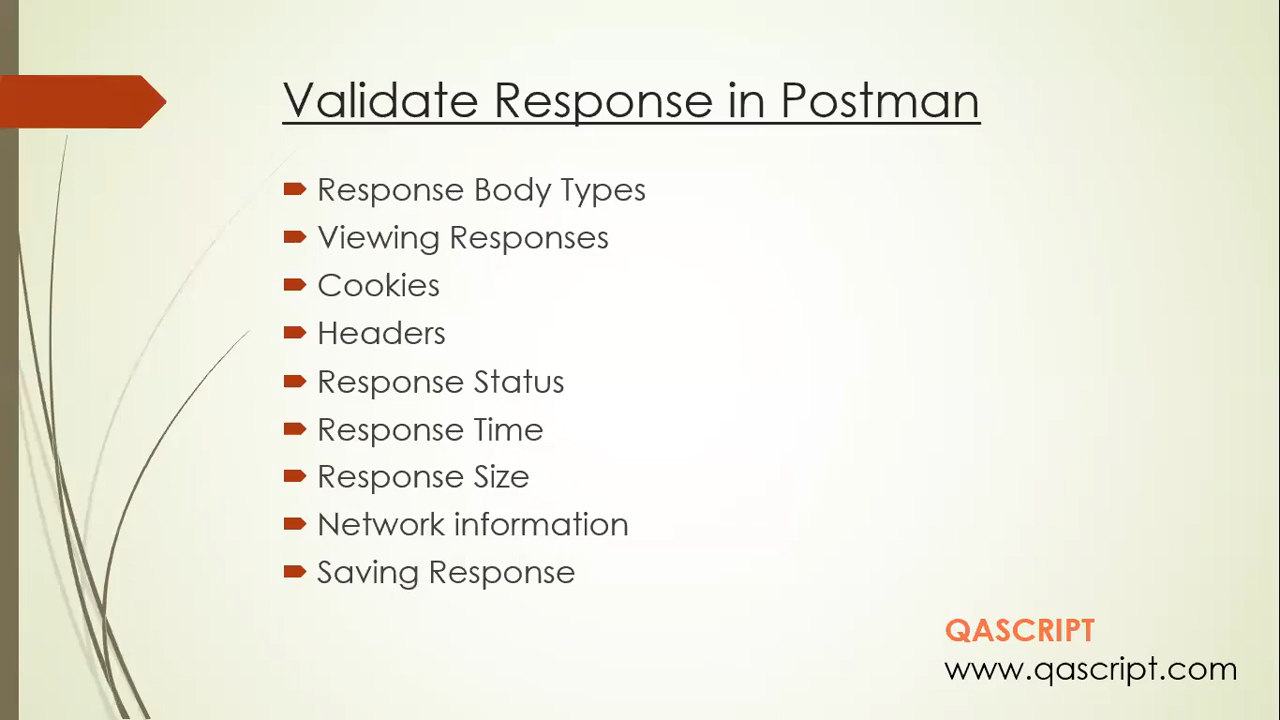 Validate Response in Postman
Response Body Types
Viewing Responses
Cookies
Headers
Response Status
Response Time
Response Size
Network information
Saving Response
QASCRIPT
www.qascript.com